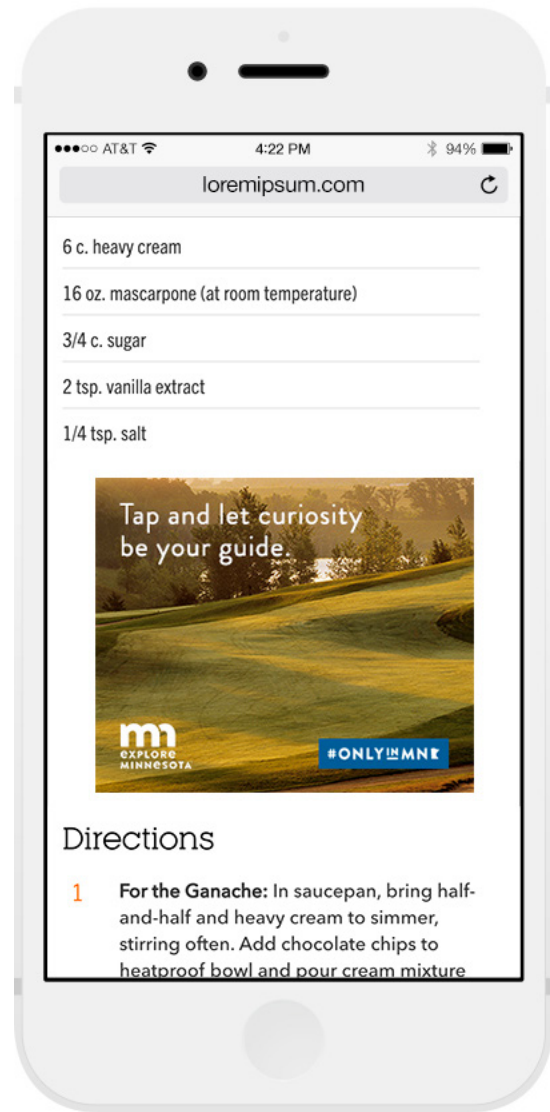 AT&T 4:22 PM 94%
loremipsum.com
6 c. heavy cream
16 oz. mascarpone (at room temperature)
3/4 c. sugar
2 tsp. vanilla extract
1/4 tsp. salt
Tap and let curiosity
be your guide.
mn
EXPLORE
MINNESOTA
#ONLYINMN
Directions
1 For the Ganache: In saucepan, bring half-
and-half and heavy cream to simmer,
stirring often. Add chocolate chips to
heatproof bowl and pour cream mixture